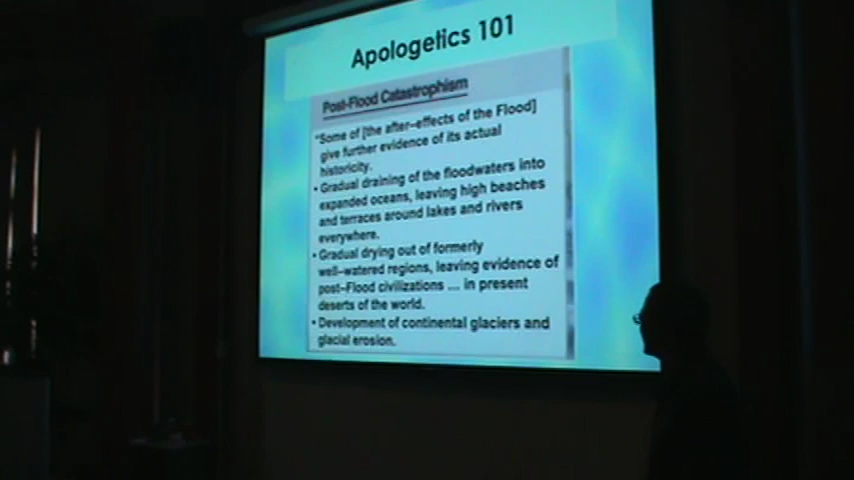 Apologetics 101
Post-Flood Catastrophism
"Some of [the after-effects of the Flood]
give further evidence of its actual
historicity.
• Gradual draining of the floodwaters into
expanded oceans, leaving high beaches
and terraces around lakes and rivers
everywhere.
• Gradual drying out of formerly
well-watered regions, leaving evidence of
post-Flood civilizations ... in present
deserts of the world.
• Development of continental glaciers and
glacial erosion.